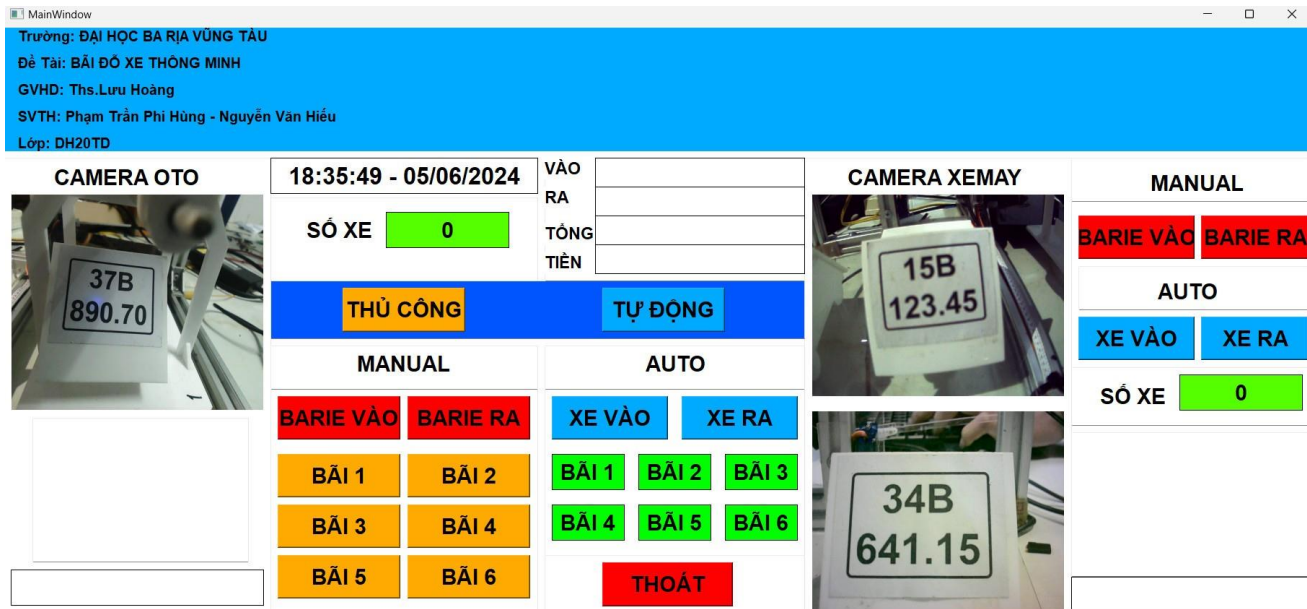 MainWindow
Trường: ĐẠI HỌC BA RỊA VŨNG TÀU
Đề Tài: BÃI ĐỖ XE THÔNG MINH
GVHD: Ths.Lưu Hoàng
SVTH: Phạm Trần Phi Hùng - Nguyễn Văn Hiếu
Lớp: DH20TD
CAMERA OTO
37B
890.70
18:35:49 - 05/06/2024
SỐ XE 0
VÀO
RA
TỔNG
TIỀN
THỦ CÔNG TỰ ĐỘNG
MANUAL
BARIE VÀO BARIE RA
BÃI 1 BÃI 2
BÃI 3 BÃI 4
BÃI 5 BÃI 6
AUTO
XE VÀO XE RA
BÃI 1 BÃI 2 BÃI 3
BÃI 4 BÃI 5 BÃI 6
THOÁT
CAMERA XEMAY
15B
123.45
34B
641.15
MANUAL
BARIE VÀO BARIE RA
AUTO
XE VÀO XE RA
SỐ XE 0